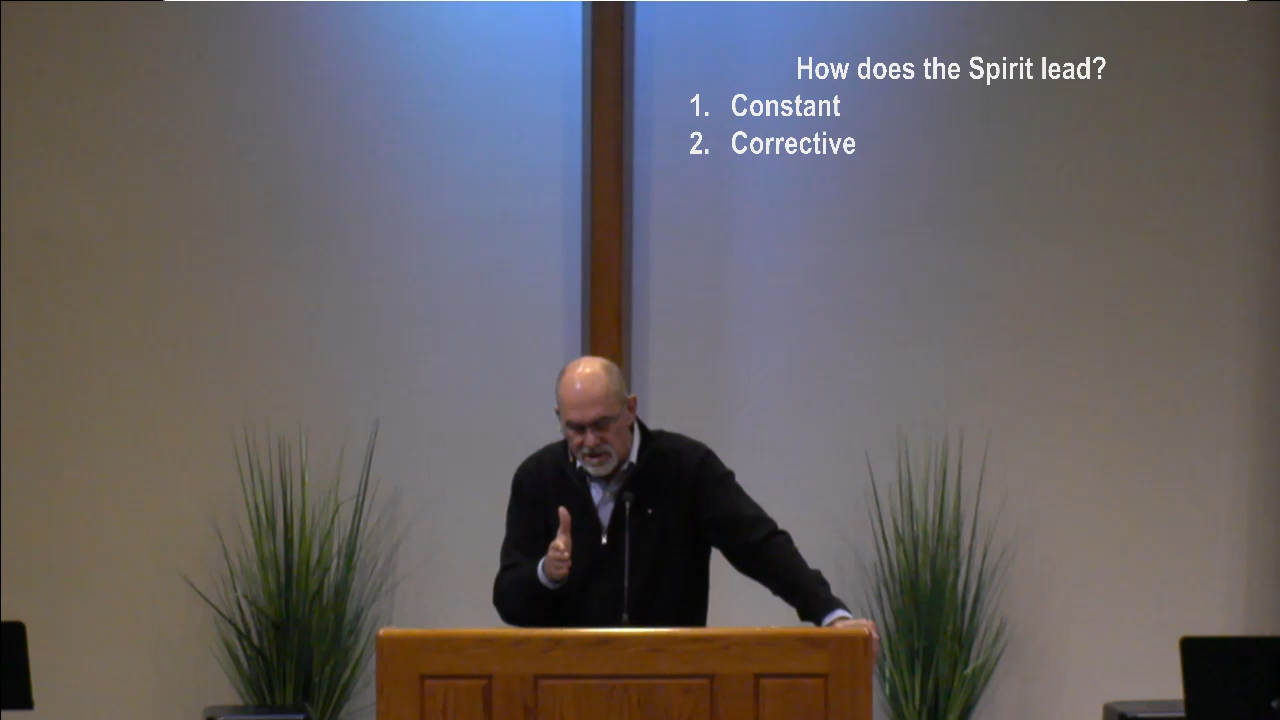 How does the Spirit lead?
1. Constant
2. Corrective